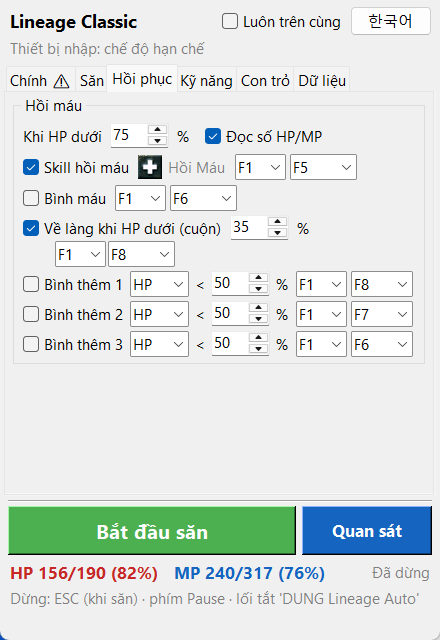 Lineage Classic
Luôn trên cùng
한국어
Thiết bị nhập: chế độ hạn chế
Chính ⚠ Săn Hồi phục Kỹ năng Con trỏ Dữ liệu
Hồi máu
Khi HP dưới 75 % Đọc số HP/MP
Skill hồi máu Hồi Máu F1 F5
Bình máu F1 F6
Về làng khi HP dưới (cuộn) 35 %
F1 F8
Bình thêm 1 HP < 50 % F1 F8
Bình thêm 2 HP < 50 % F1 F7
Bình thêm 3 HP < 50 % F1 F6
Bắt đầu săn Quan sát
HP 156/190 (82%) MP 240/317 (76%) Đã dừng
Dừng: ESC (khi săn) · phím Pause · lối tắt 'DUNG Lineage Auto'